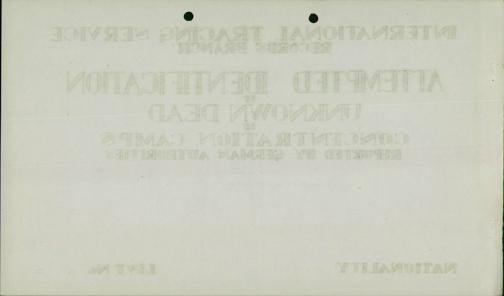 INTERNATIONAL TRACING SERVICE
RECORDS BRANCH
ATTEMPTED IDENTIFICATION
OF
UNKNOWN DEAD
IN
CONCENTRATION CAMPS
REPORTED BY GERMAN AUTHORITIES
NATIONALITY
LIST No.